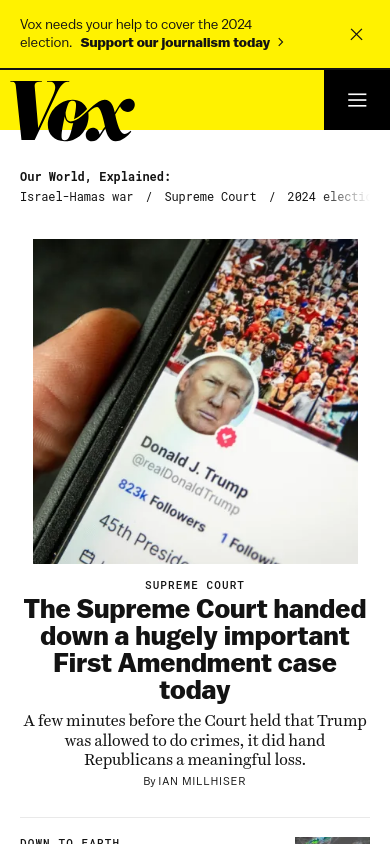 Vox needs your help to cover the 2024
election. Support our journalism today
Vox
Our World, Explained:
Israel-Hamas war / Supreme Court / 2024 electi
Donald J. Trump
@realDonaldTrump
823k Followers
1 Followi
45th Preside
SUPREME COURT
The Supreme Court handed
down a hugely important
First Amendment case
today
A few minutes before the Court held that Trump
was allowed to do crimes, it did hand
Republicans a meaningful loss.
By IAN MILLHISER
DOWN TO EARTH